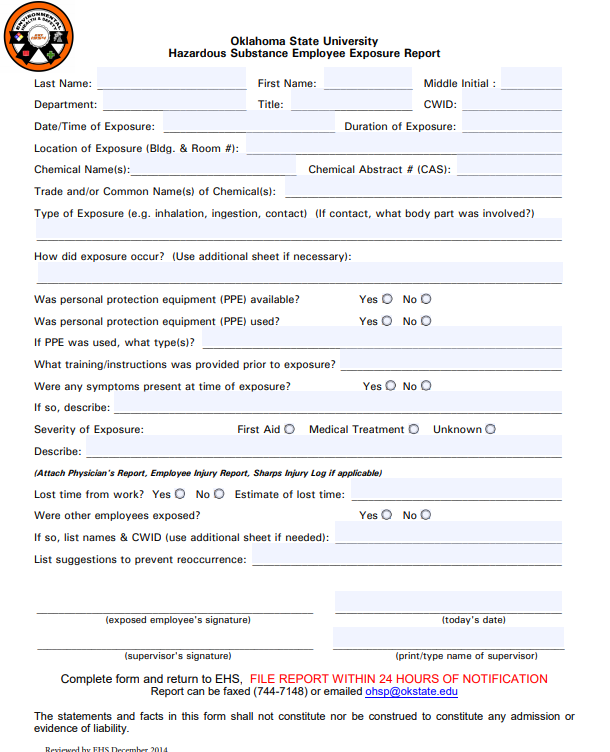 ENVIRONMENTAL
HEALTH & SAFETY
Oklahoma State University
Hazardous Substance Employee Exposure Report
Last Name: First Name: Middle Initial :
Department: Title: CWID:
Date/Time of Exposure: Duration of Exposure:
Location of Exposure (Bldg. & Room #):
Chemical Name(s): Chemical Abstract # (CAS):
Trade and/or Common Name(s) of Chemical(s):
Type of Exposure (e.g. inhalation, ingestion, contact) (If contact, what body part was involved?)
How did exposure occur? (Use additional sheet if necessary):
Was personal protection equipment (PPE) available? Yes No
Was personal protection equipment (PPE) used? Yes No
If PPE was used, what type(s)?
What training/instructions was provided prior to exposure?
Were any symptoms present at time of exposure? Yes No
If so, describe:
Severity of Exposure: First Aid Medical Treatment Unknown
Describe:
(Attach Physician's Report, Employee Injury Report, Sharps Injury Log if applicable)
Lost time from work? Yes No Estimate of lost time:
Were other employees exposed? Yes No
If so, list names & CWID (use additional sheet if needed):
List suggestions to prevent reoccurrence:
(exposed employee's signature) (today's date)
(supervisor's signature) (print/type name of supervisor)
Complete form and return to EHS, FILE REPORT WITHIN 24 HOURS OF NOTIFICATION
Report can be faxed (744-7148) or emailed ohsp@okstate.edu
The statements and facts in this form shall not constitute nor be construed to constitute any admission or
evidence of liability.
Reviewed by EHS December 2014